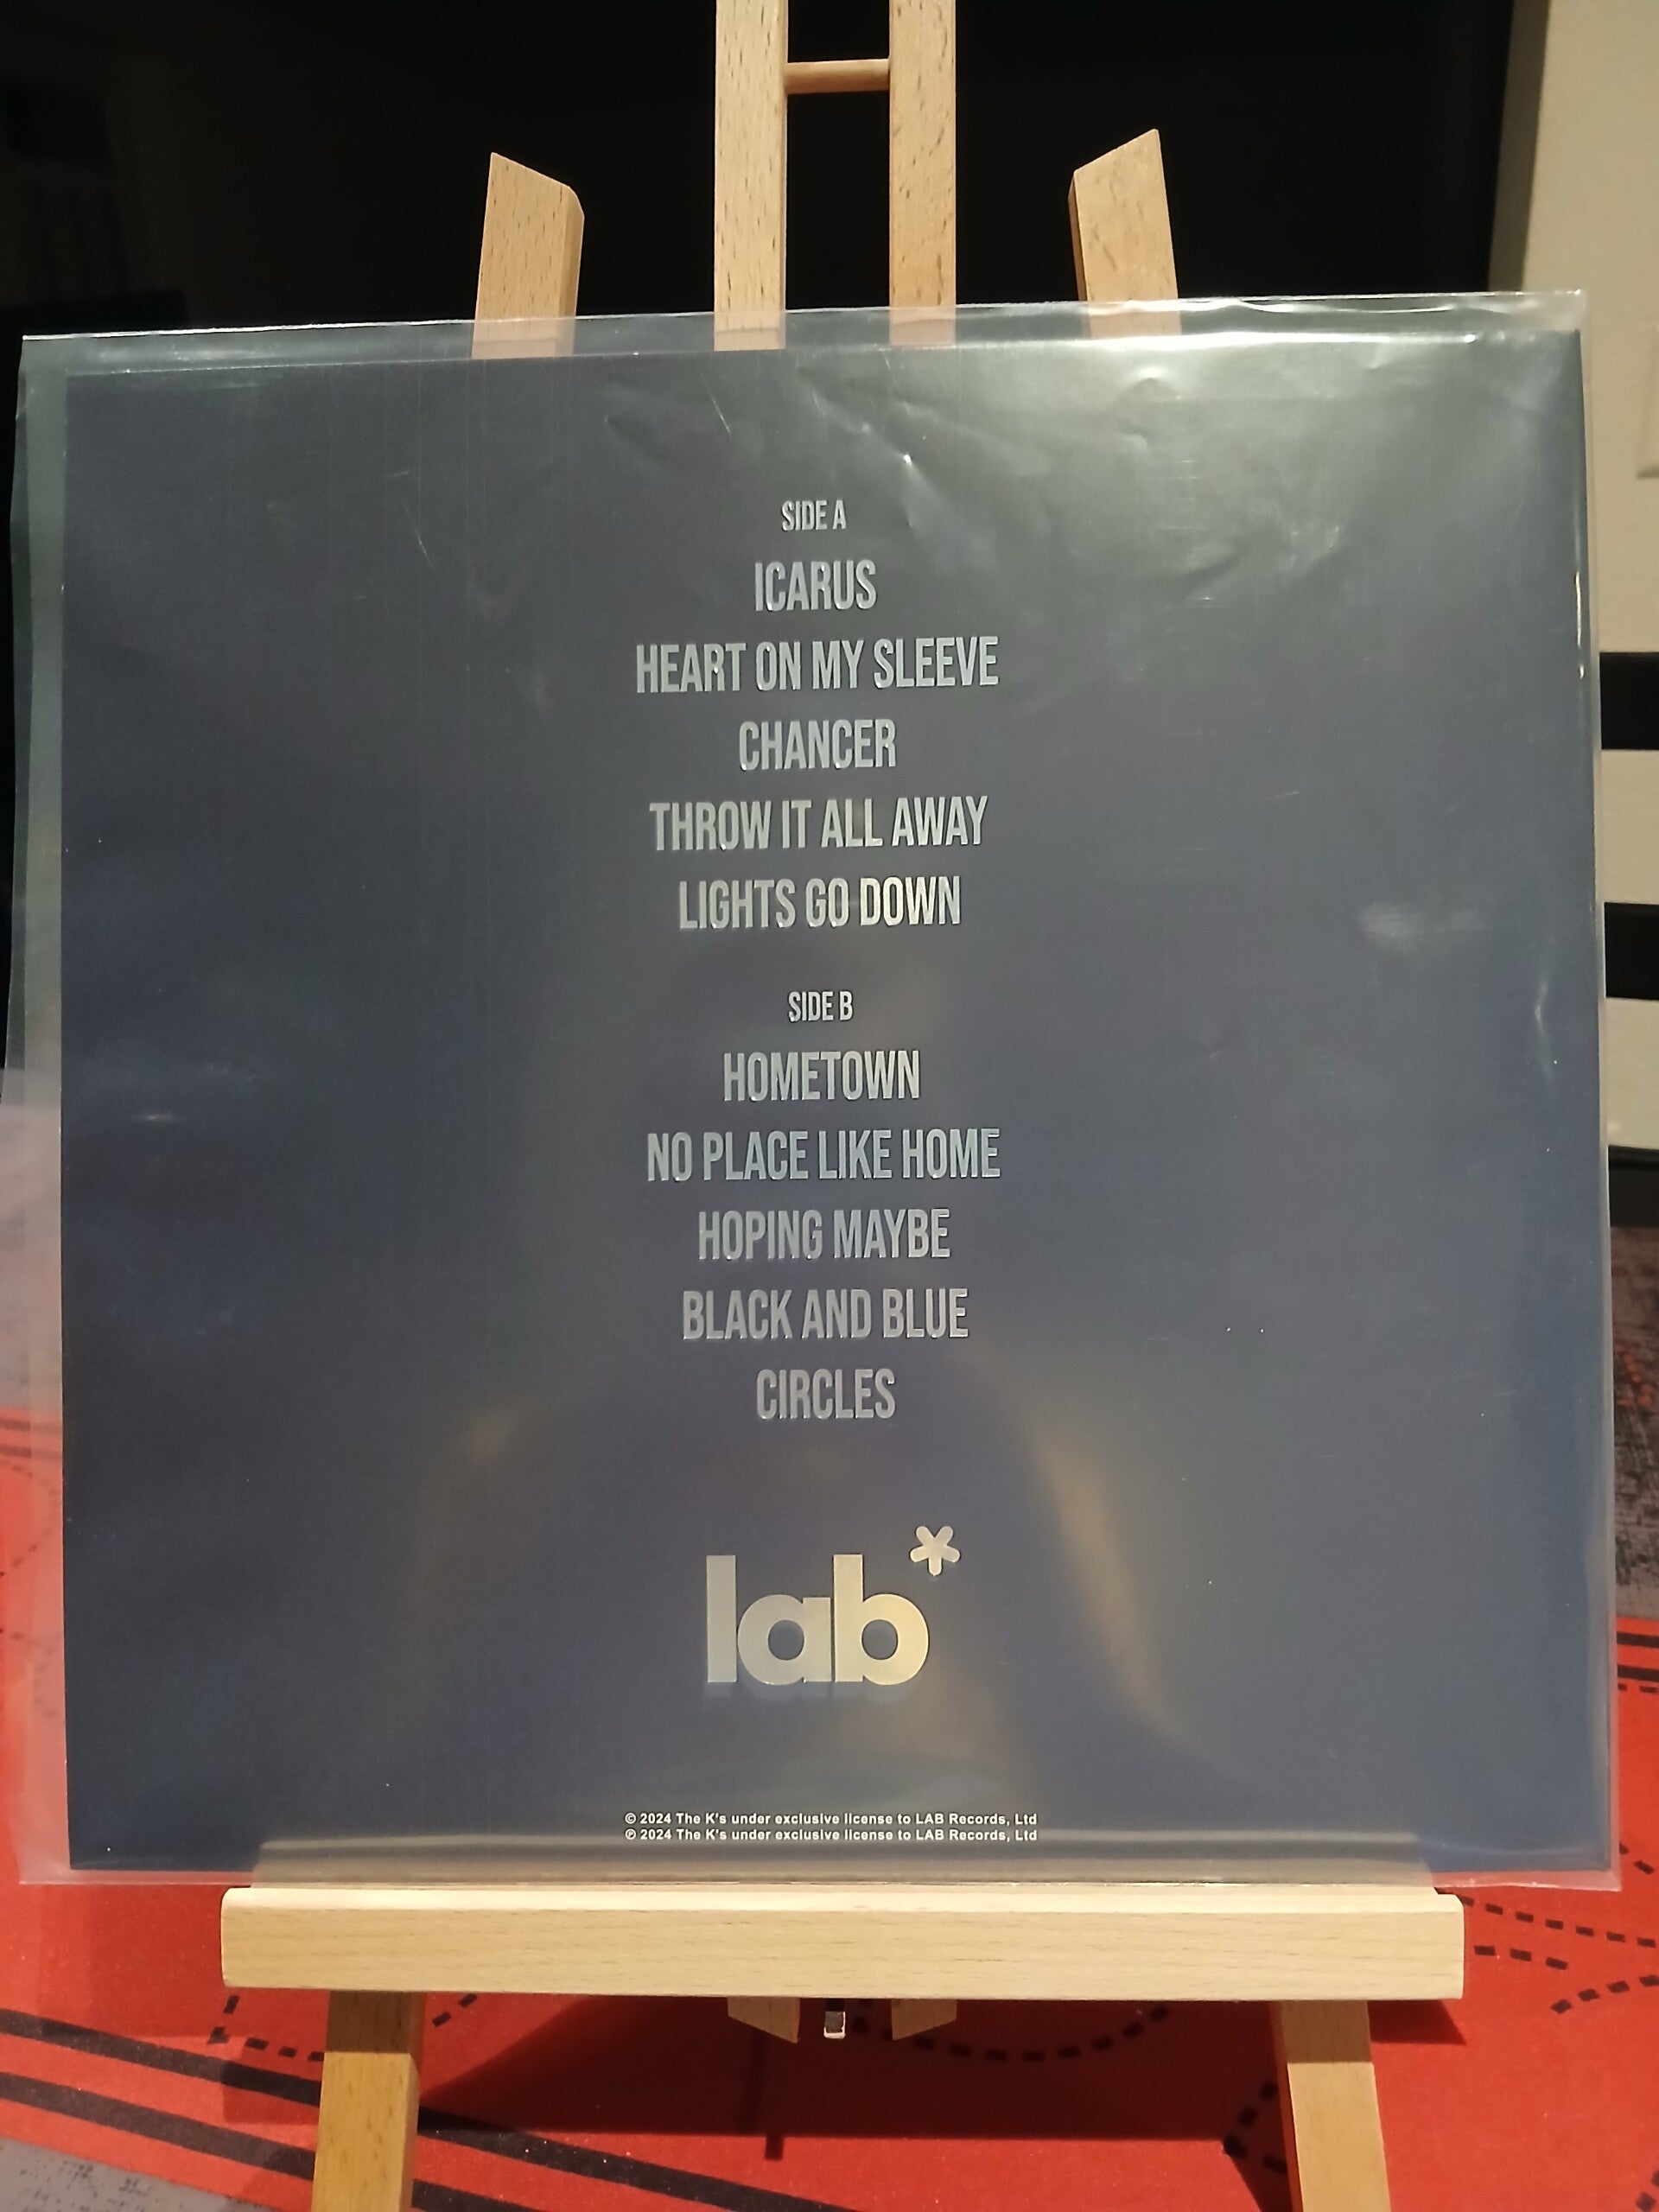 SIDE A
ICARUS
HEART ON MY SLEEVE
CHANCER
THROW IT ALL AWAY
LIGHTS GO DOWN
SIDE B
HOMETOWN
NO PLACE LIKE HOME
HOPING MAYBE
BLACK AND BLUE
CIRCLES
lab*
© 2024 The K's under exclusive license to LAB Records, Ltd
℗ 2024 The K's under exclusive license to LAB Records, Ltd